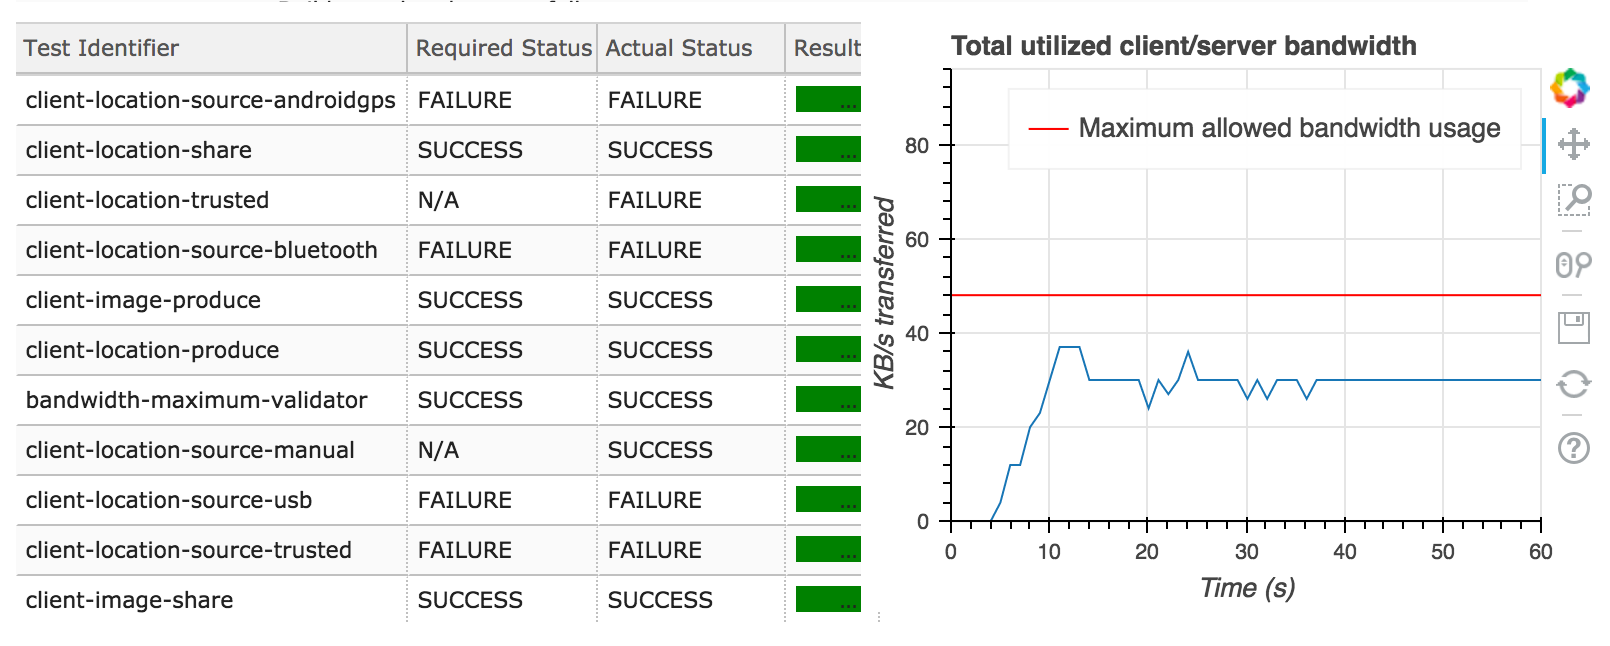 Test Identifier Required Status Actual Status Result
client-location-source-androidgps FAILURE FAILURE ...
client-location-share SUCCESS SUCCESS ...
client-location-trusted N/A FAILURE ...
client-location-source-bluetooth FAILURE FAILURE ...
client-image-produce SUCCESS SUCCESS ...
client-location-produce SUCCESS SUCCESS ...
bandwidth-maximum-validator SUCCESS SUCCESS ...
client-location-source-manual N/A SUCCESS ...
client-location-source-usb FAILURE FAILURE ...
client-location-source-trusted FAILURE FAILURE ...
client-image-share SUCCESS SUCCESS ...
Total utilized client/server bandwidth
Maximum allowed bandwidth usage
KB/s transferred
80
60
40
20
0
0 10 20 30 40 50 60
Time (s)
?